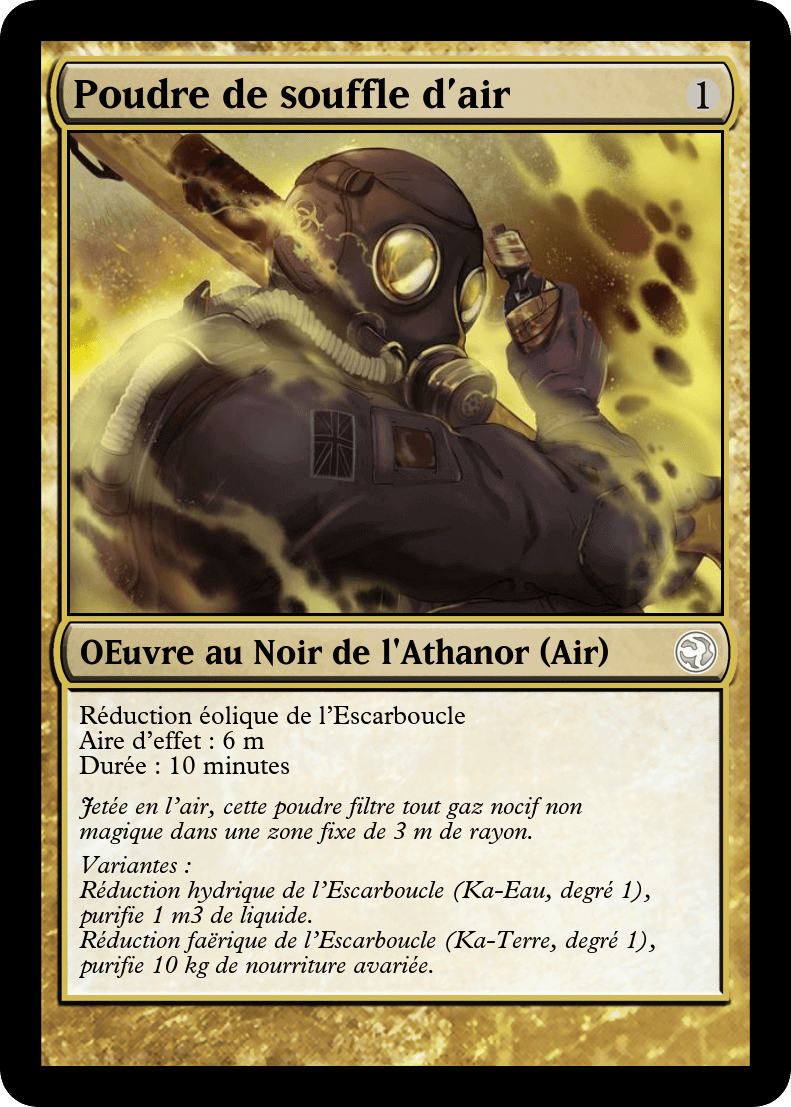 Poudre de souffle d'air
1
OEuvre au Noir de l'Athanor (Air)
Réduction éolique de l'Escarboucle
Aire d'effet : 6 m
Durée : 10 minutes
Jetée en l'air, cette poudre filtre tout gaz nocif non
magique dans une zone fixe de 3 m de rayon.
Variantes :
Réduction hydrique de l'Escarboucle (Ka-Eau, degré 1),
purifie 1 m3 de liquide.
Réduction faërique de l'Escarboucle (Ka-Terre, degré 1),
purifie 10 kg de nourriture avariée.